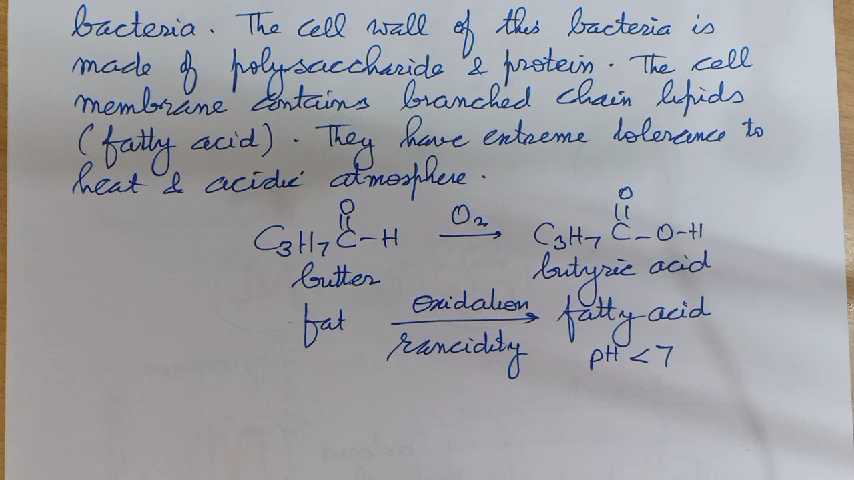 bacteria. The cell wall of this bacteria is
made of polysaccharide & protein. The cell
membrane contains branched chain lipids
(fatty acid). They have extreme tolerance to
heat & acidic atmosphere.
O O
|| O2 ||
C3H7 C-H → C3H7 C-O-H
butter butyric acid
fat oxidation → fatty acid
rancidity pH < 7